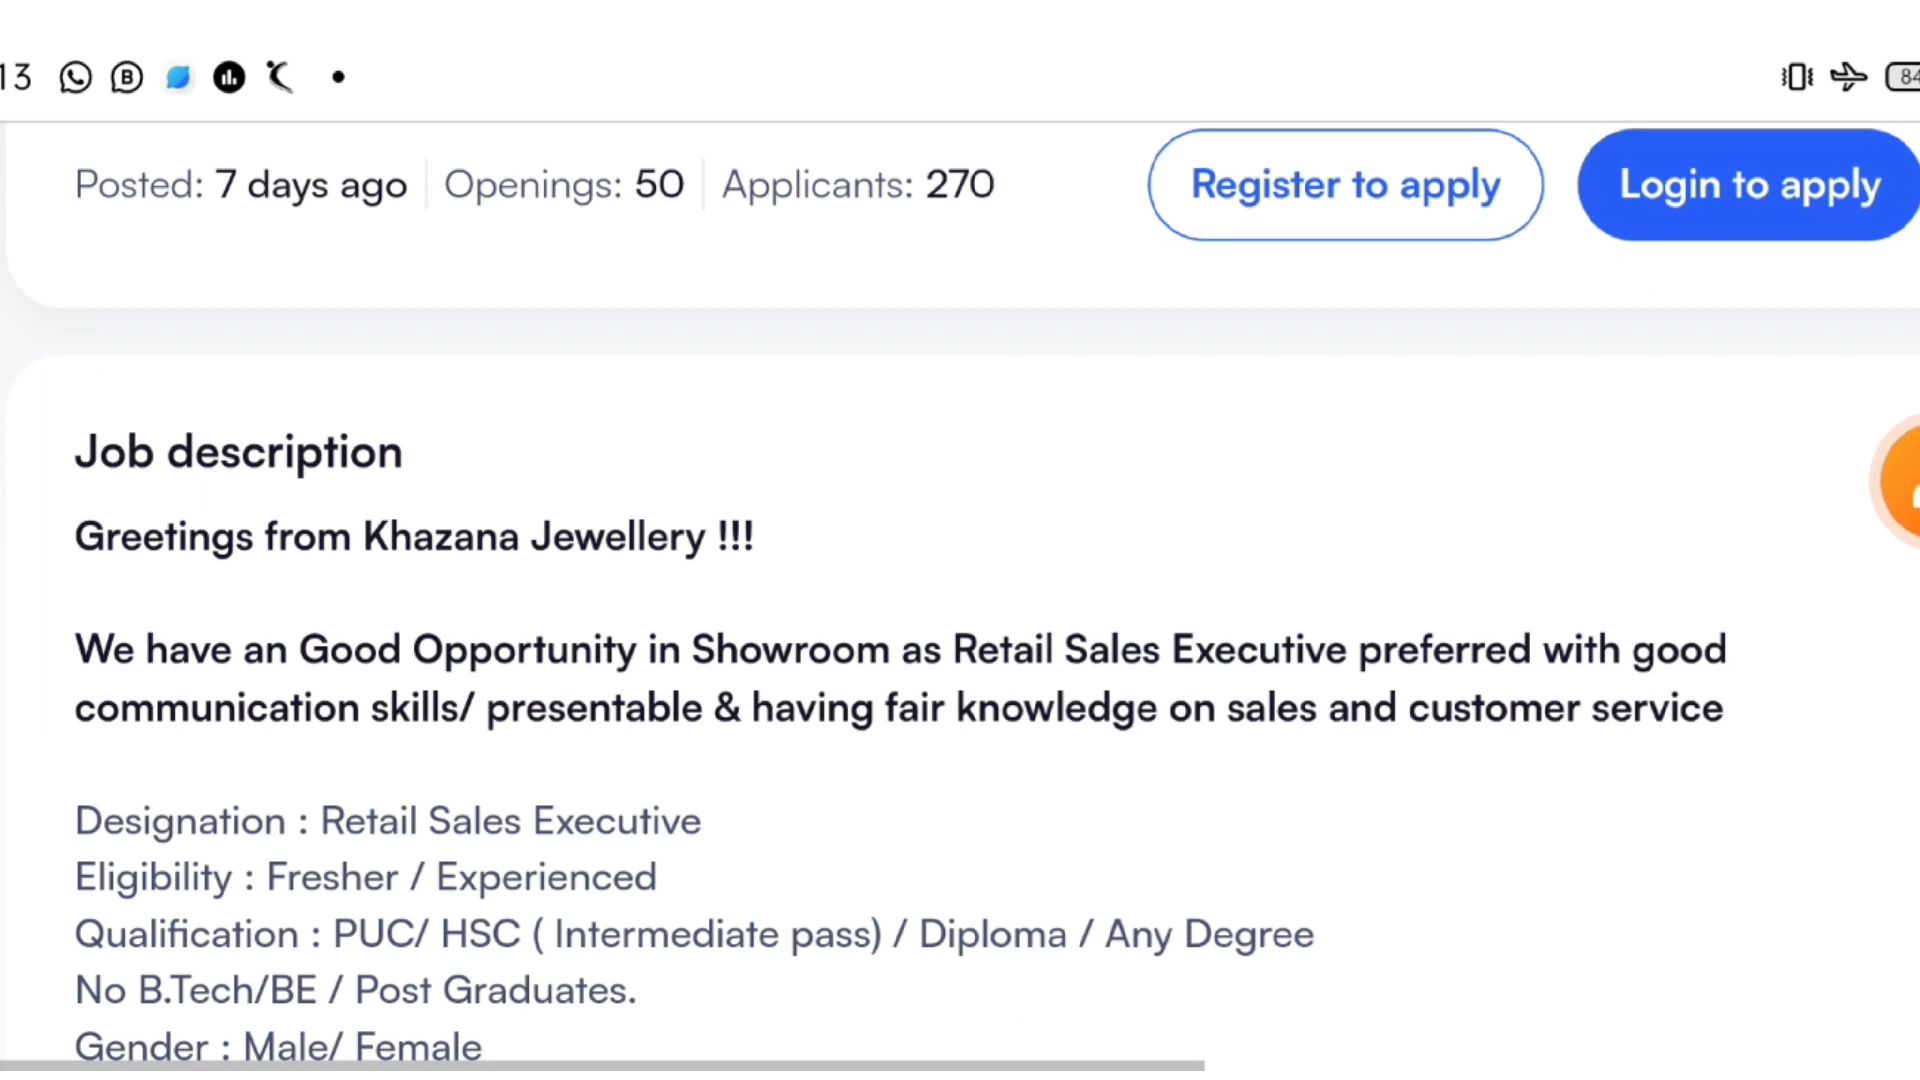 13
84
Posted: 7 days ago Openings: 50 Applicants: 270 Register to apply Login to apply
Job description
Greetings from Khazana Jewellery !!!
We have an Good Opportunity in Showroom as Retail Sales Executive preferred with good
communication skills/ presentable & having fair knowledge on sales and customer service
Designation : Retail Sales Executive
Eligibility : Fresher / Experienced
Qualification : PUC/ HSC ( Intermediate pass) / Diploma / Any Degree
No B.Tech/BE / Post Graduates.
Gender : Male/ Female